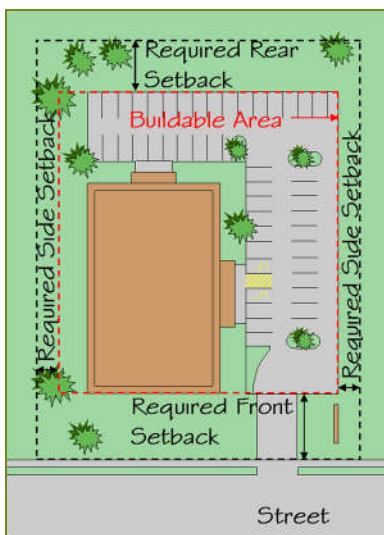 Required Rear
Setback
Buildable Area
Required Side Setback
Required Side Setback
Required Front
Setback
Street